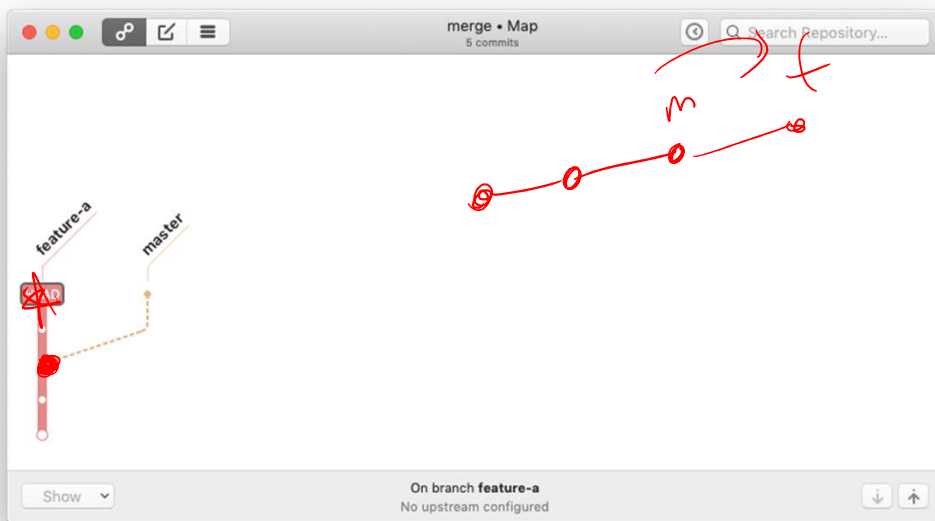 merge • Map
5 commits
Search Repository...
m
f
feature-a
master
Show
On branch feature-a
No upstream configured